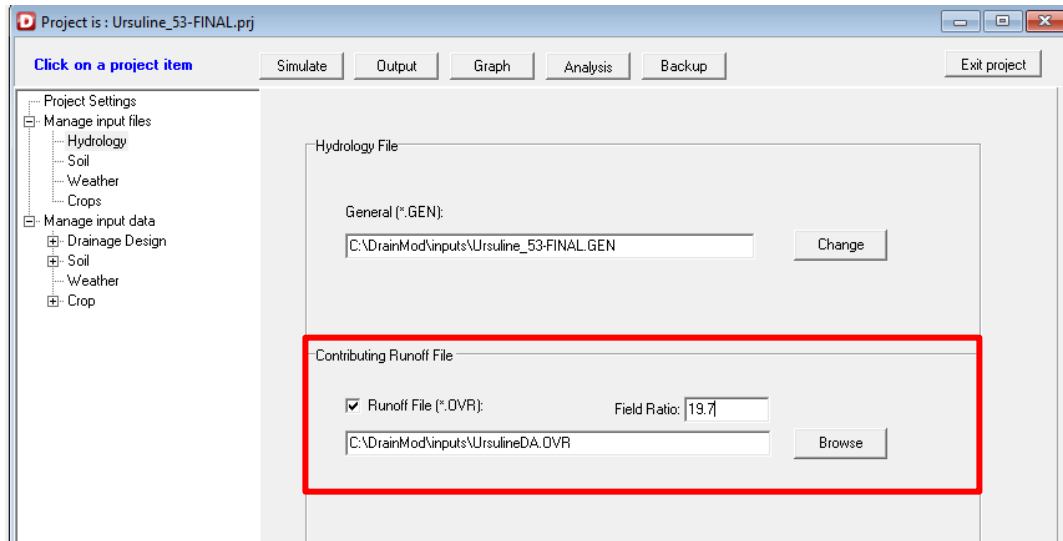 Project is : Ursuline_53-FINAL.prj
Click on a project item
Simulate Output Graph Analysis Backup Exit project
Project Settings
Manage input files
Hydrology
Soil
Weather
Crops
Manage input data
Drainage Design
Soil
Weather
Crop
Hydrology File
General (*.GEN):
C:\DrainMod\inputs\Ursuline_53-FINAL.GEN Change
Contributing Runoff File
Runoff File (*.OVR): Field Ratio: 19.7
C:\DrainMod\inputs\UrsulineDA.OVR Browse